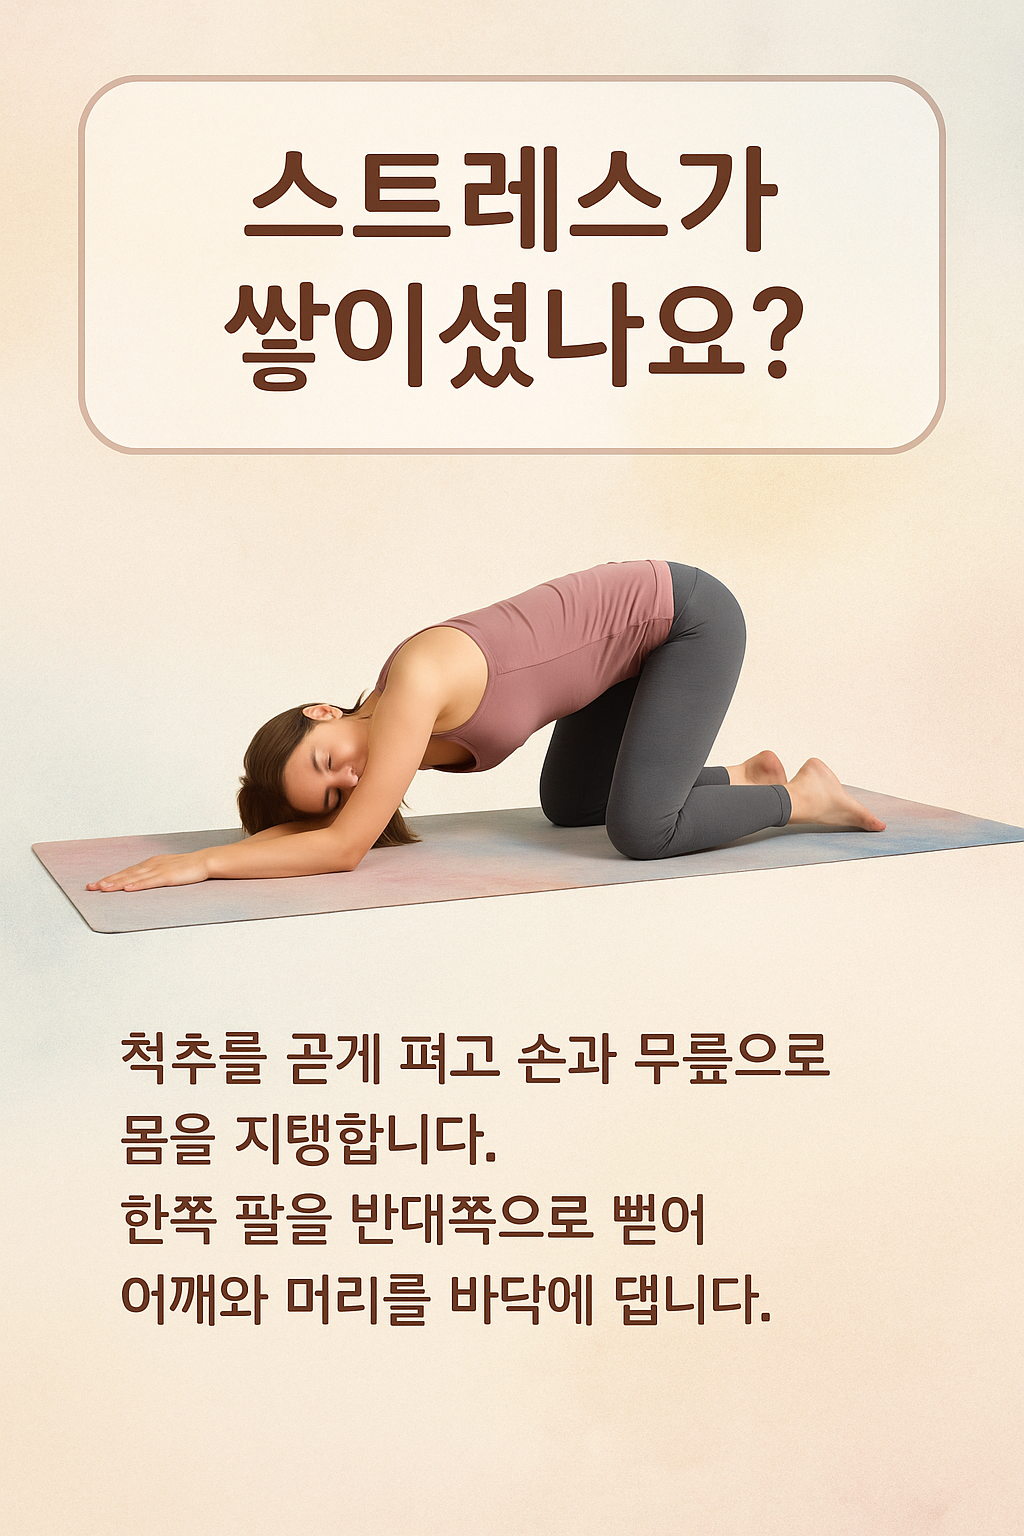 스트레스가
쌓이셨나요?
척추를 곧게 펴고 손과 무릎으로
몸을 지탱합니다.
한쪽 팔을 반대쪽으로 뻗어
어깨와 머리를 바닥에 댑니다.